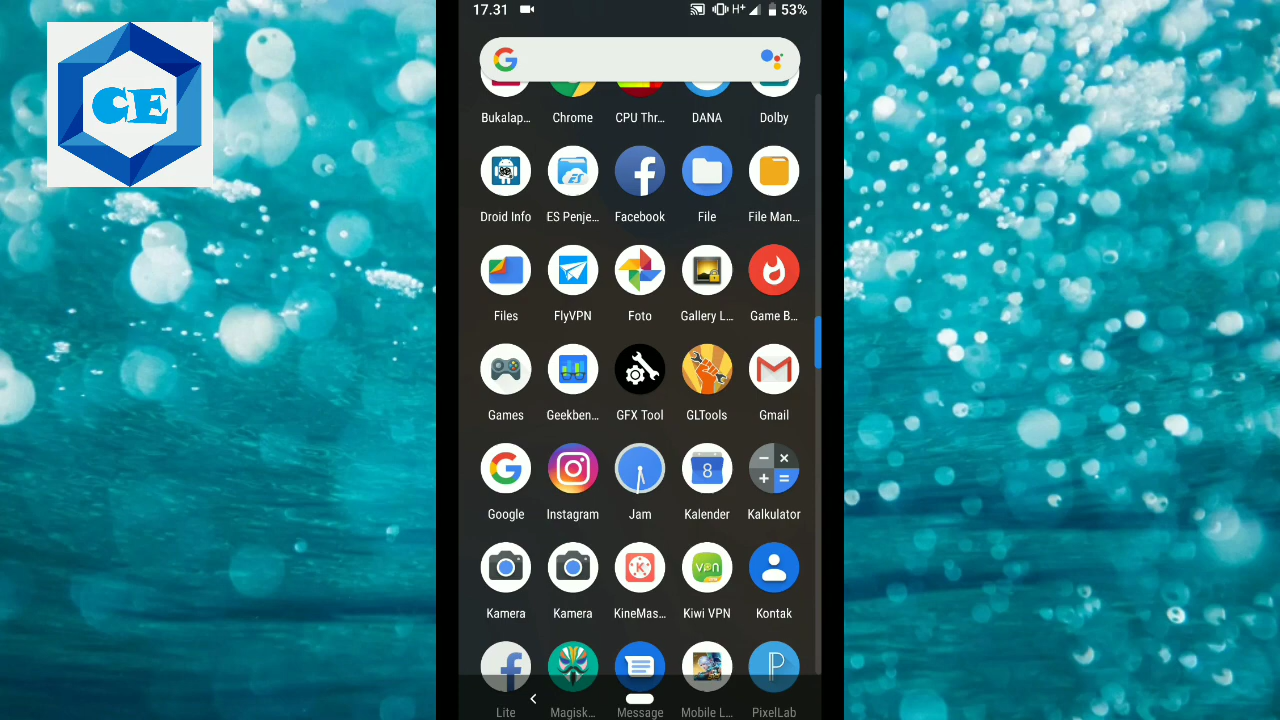 CE
17.31 H+ 53%
Bukalap... Chrome CPU Thr... DANA Dolby
Droid Info ES Penje... Facebook File File Man...
Files FlyVPN Foto Gallery L... Game B...
Games Geekben... GFX Tool GLTools Gmail
8
Google Instagram Jam Kalender Kalkulator
vpn
Kamera Kamera KineMas... Kiwi VPN Kontak
Lite Magisk... Message Mobile L... PixelLab